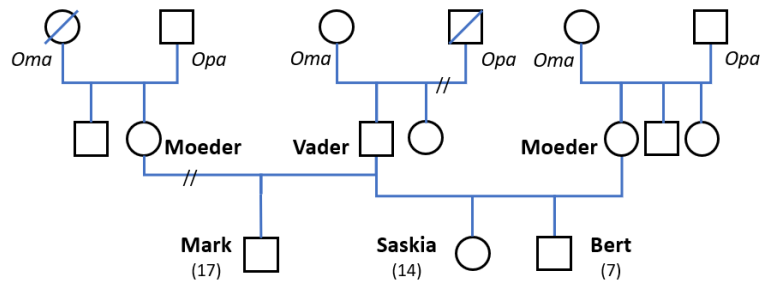 Oma Opa Oma Opa Oma Opa
//
Moeder Vader Moeder
//
Mark Saskia Bert
(17) (14) (7)